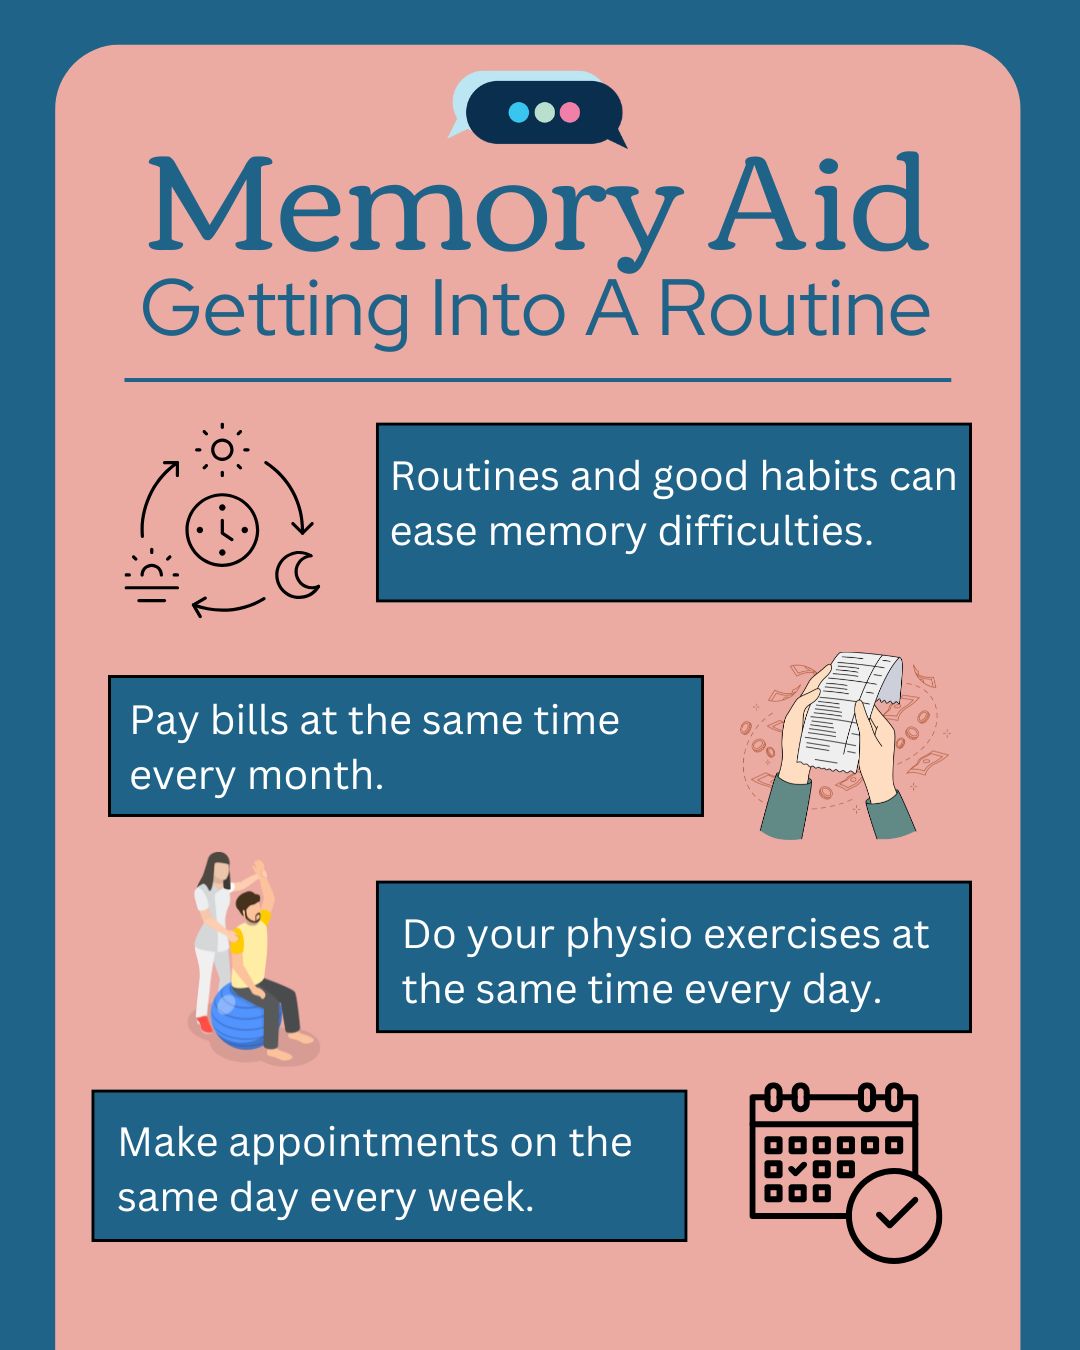 Memory Aid
Getting Into A Routine
Routines and good habits can
ease memory difficulties.
Pay bills at the same time
every month.
Do your physio exercises at
the same time every day.
Make appointments on the
same day every week.